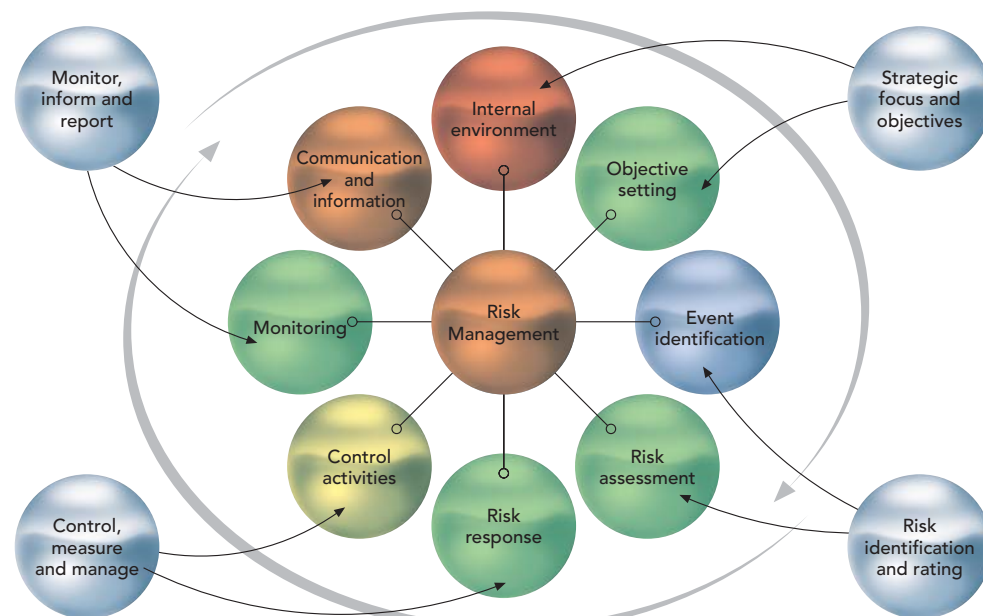 Monitor,
inform and
report
Internal
environment
Strategic
focus and
objectives
Communication
and
information
Objective
setting
Monitoring
Risk
Management
Event
identification
Control
activities
Risk
assessment
Risk
response
Control,
measure
and manage
Risk
identification
and rating